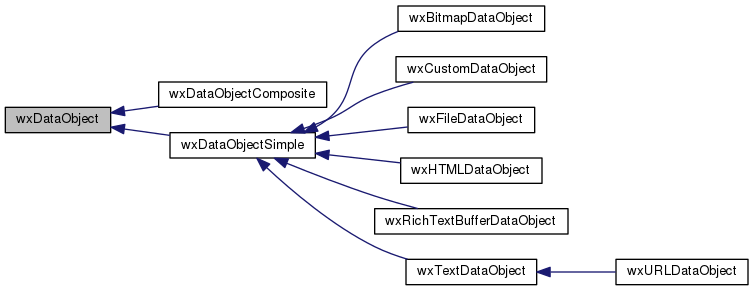 wxBitmapDataObject
wxCustomDataObject
wxDataObjectComposite
wxDataObject
wxFileDataObject
wxDataObjectSimple
wxHTMLDataObject
wxRichTextBufferDataObject
wxTextDataObject
wxURLDataObject